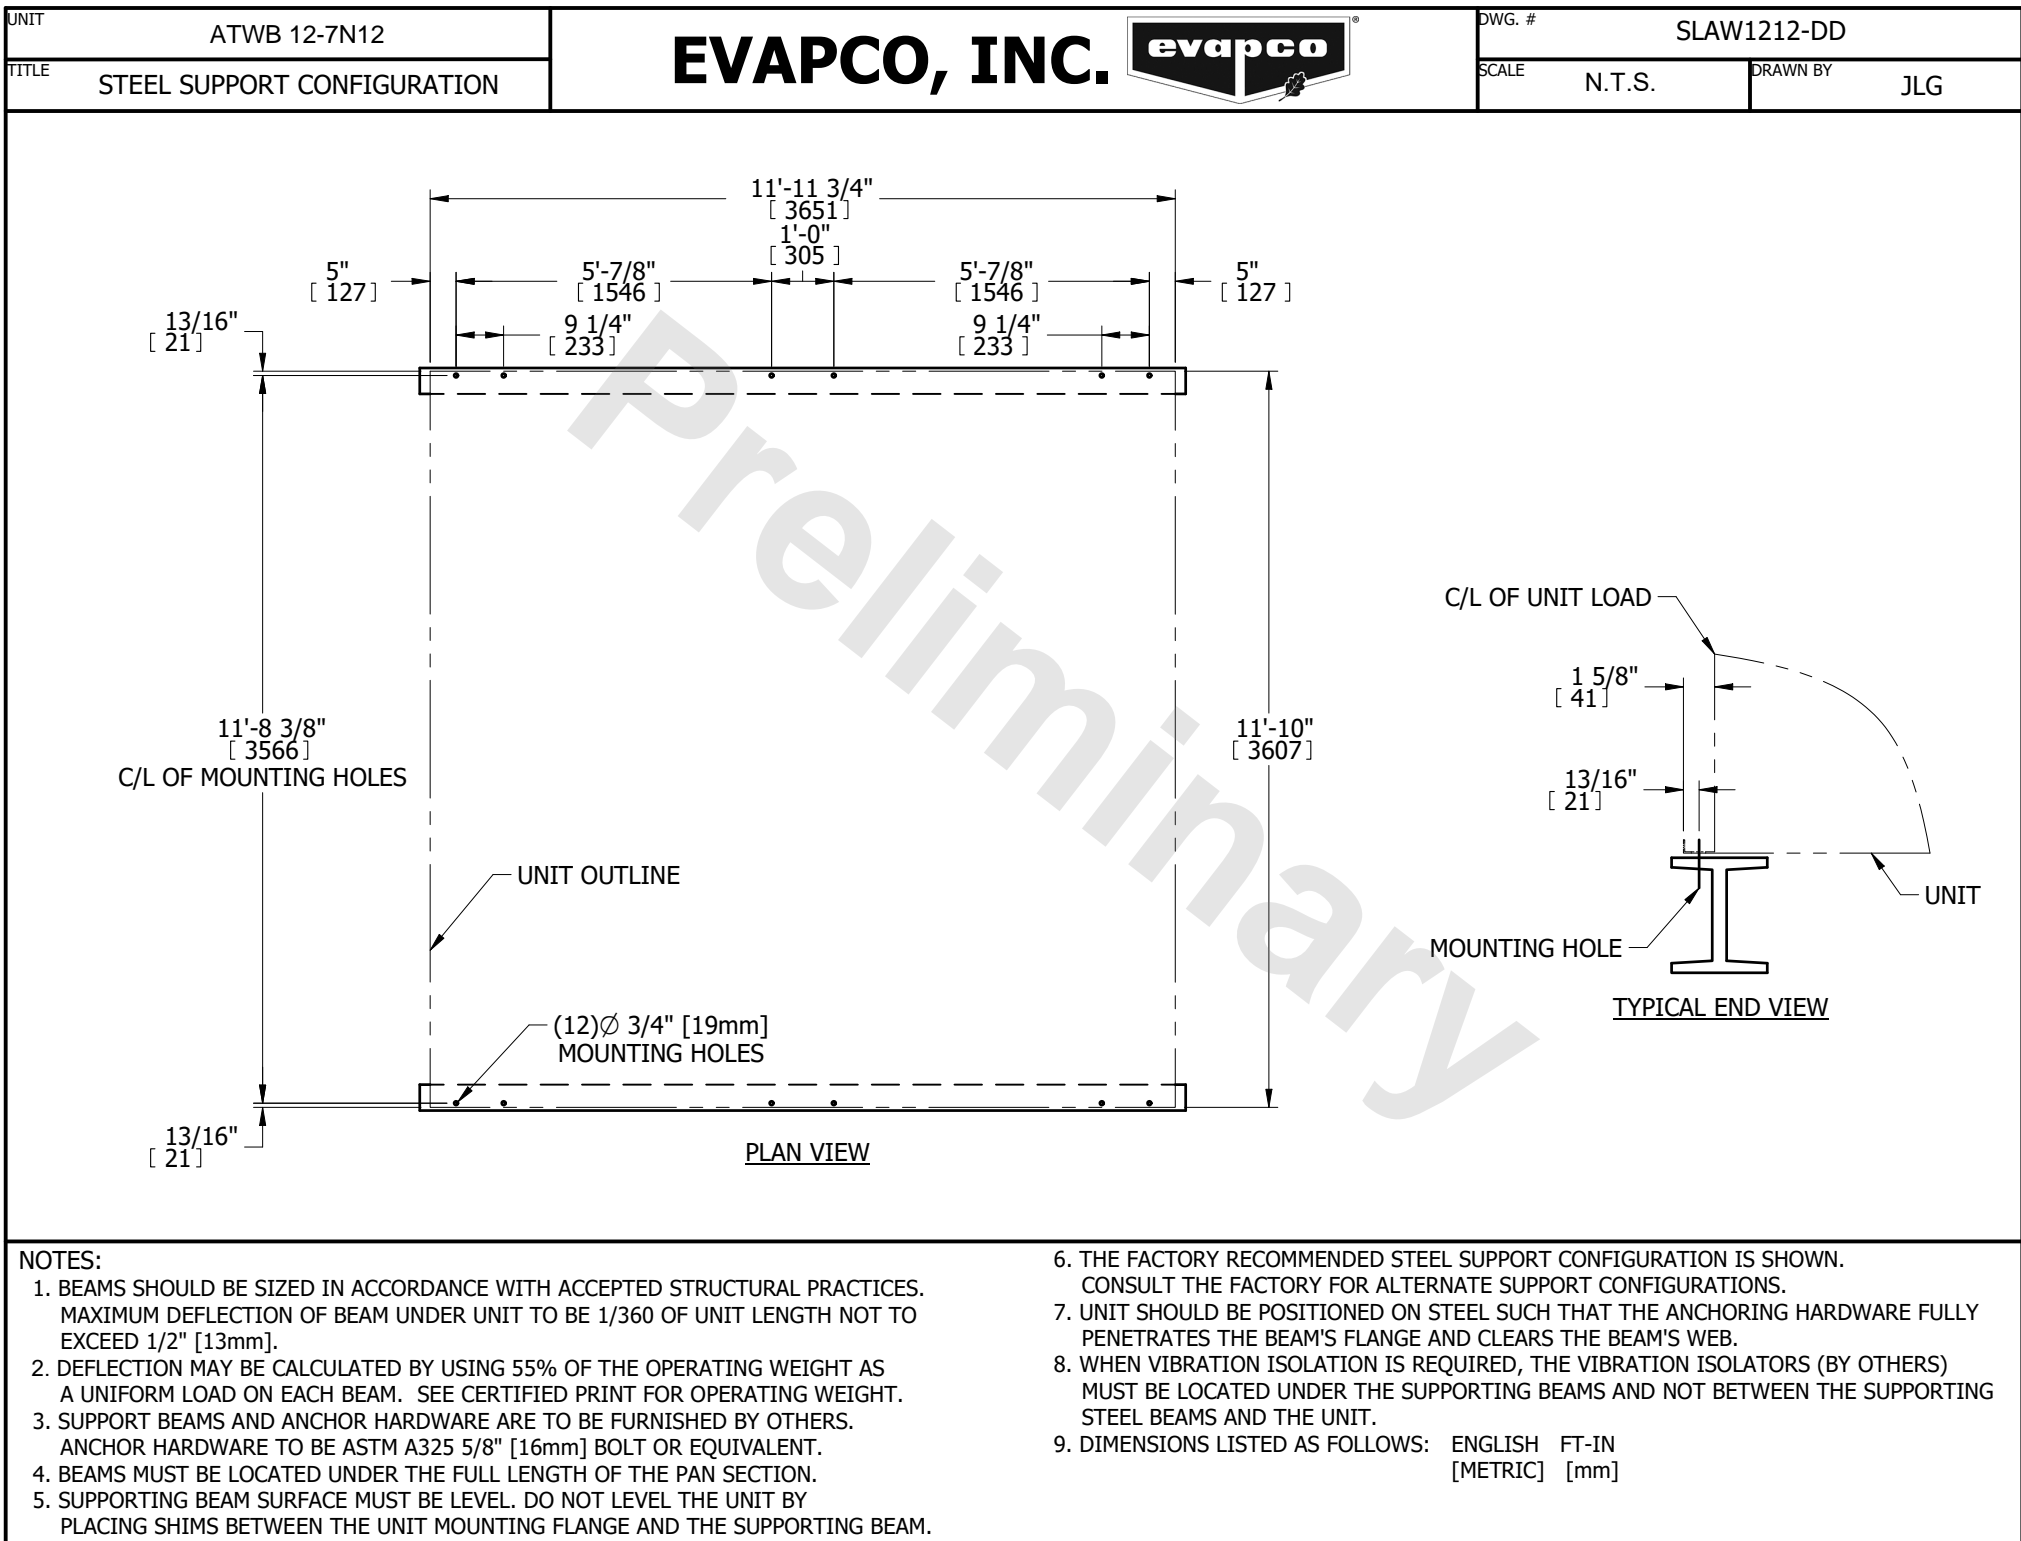 UNIT
ATWB 12-7N12
TITLE
STEEL SUPPORT CONFIGURATION
EVAPCO, INC.
evapco
®
DWG. #
SLAW1212-DD
SCALE
N.T.S.
DRAWN BY
JLG
11'-11 3/4"
[ 3651]
1'-0"
[ 305 ]
5"
[ 127]
5'-7/8"
[ 1546 ]
5'-7/8"
[ 1546 ]
5"
[ 127 ]
13/16"
[ 21]
9 1/4"
[ 233]
9 1/4"
[ 233 ]
Preliminary
C/L OF UNIT LOAD
1 5/8"
[ 41]
11'-8 3/8"
[ 3566]
C/L OF MOUNTING HOLES
11'-10"
[ 3607]
13/16"
[ 21]
UNIT OUTLINE
UNIT
MOUNTING HOLE
TYPICAL END VIEW
(12)∅ 3/4" [19mm]
MOUNTING HOLES
13/16"
[ 21]
PLAN VIEW
NOTES:
1. BEAMS SHOULD BE SIZED IN ACCORDANCE WITH ACCEPTED STRUCTURAL PRACTICES.
MAXIMUM DEFLECTION OF BEAM UNDER UNIT TO BE 1/360 OF UNIT LENGTH NOT TO
EXCEED 1/2" [13mm].
2. DEFLECTION MAY BE CALCULATED BY USING 55% OF THE OPERATING WEIGHT AS
A UNIFORM LOAD ON EACH BEAM. SEE CERTIFIED PRINT FOR OPERATING WEIGHT.
3. SUPPORT BEAMS AND ANCHOR HARDWARE ARE TO BE FURNISHED BY OTHERS.
ANCHOR HARDWARE TO BE ASTM A325 5/8" [16mm] BOLT OR EQUIVALENT.
4. BEAMS MUST BE LOCATED UNDER THE FULL LENGTH OF THE PAN SECTION.
5. SUPPORTING BEAM SURFACE MUST BE LEVEL. DO NOT LEVEL THE UNIT BY
PLACING SHIMS BETWEEN THE UNIT MOUNTING FLANGE AND THE SUPPORTING BEAM.
6. THE FACTORY RECOMMENDED STEEL SUPPORT CONFIGURATION IS SHOWN.
CONSULT THE FACTORY FOR ALTERNATE SUPPORT CONFIGURATIONS.
7. UNIT SHOULD BE POSITIONED ON STEEL SUCH THAT THE ANCHORING HARDWARE FULLY
PENETRATES THE BEAM'S FLANGE AND CLEARS THE BEAM'S WEB.
8. WHEN VIBRATION ISOLATION IS REQUIRED, THE VIBRATION ISOLATORS (BY OTHERS)
MUST BE LOCATED UNDER THE SUPPORTING BEAMS AND NOT BETWEEN THE SUPPORTING
STEEL BEAMS AND THE UNIT.
9. DIMENSIONS LISTED AS FOLLOWS: ENGLISH FT-IN
[METRIC] [mm]